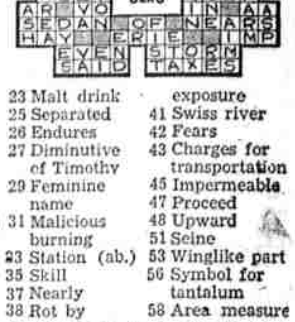 AR VO IN AA
SEDAN OF NEARS
HAY ERIE IMP
EVEN STORM
SAID TAXES
23 Malt drink
25 Separated
26 Endures
27 Diminutive
of Timothy
29 Feminine
name
31 Malicious
burning
33 Station (ab.)
35 Skill
37 Nearly
38 Rot by
exposure
41 Swiss river
42 Fears
43 Charges for
transportation
45 Impermeable
47 Proceed
48 Upward
51 Seine
53 Winglike part
56 Symbol for
tantalum
58 Area measure